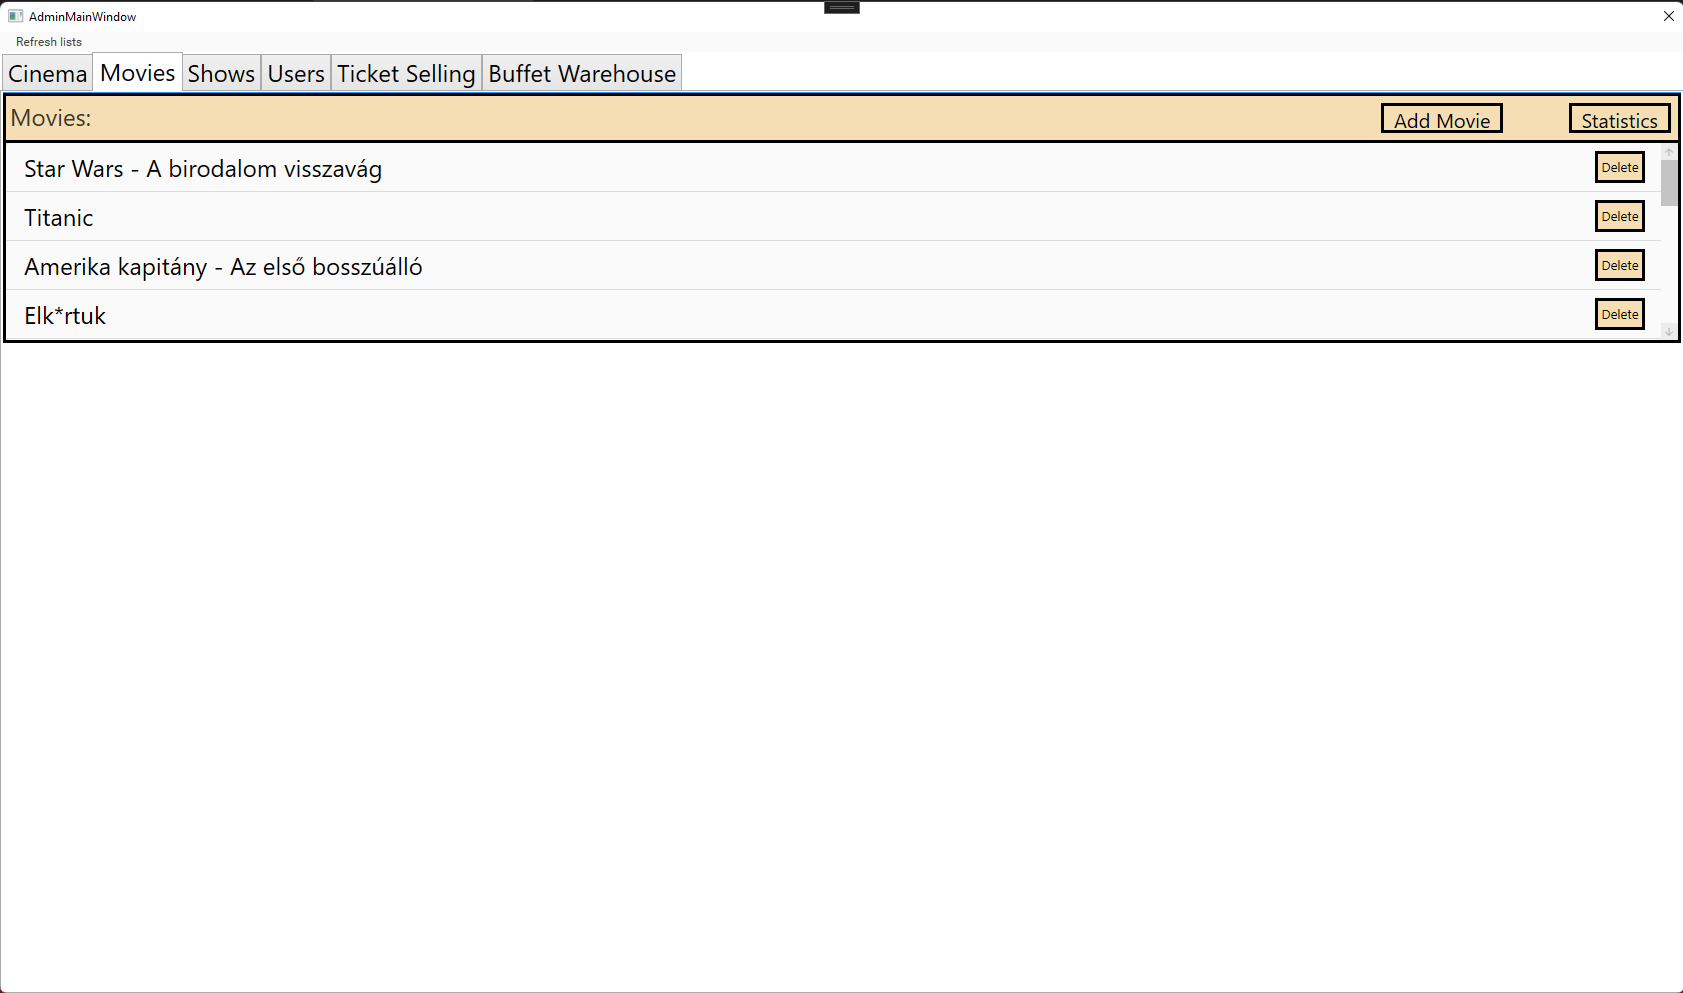 AdminMainWindow
Refresh lists
Cinema Movies Shows Users Ticket Selling Buffet Warehouse
Movies: Add Movie Statistics
Star Wars - A birodalom visszavág Delete
Titanic Delete
Amerika kapitány - Az első bosszúálló Delete
Elk*rtuk Delete